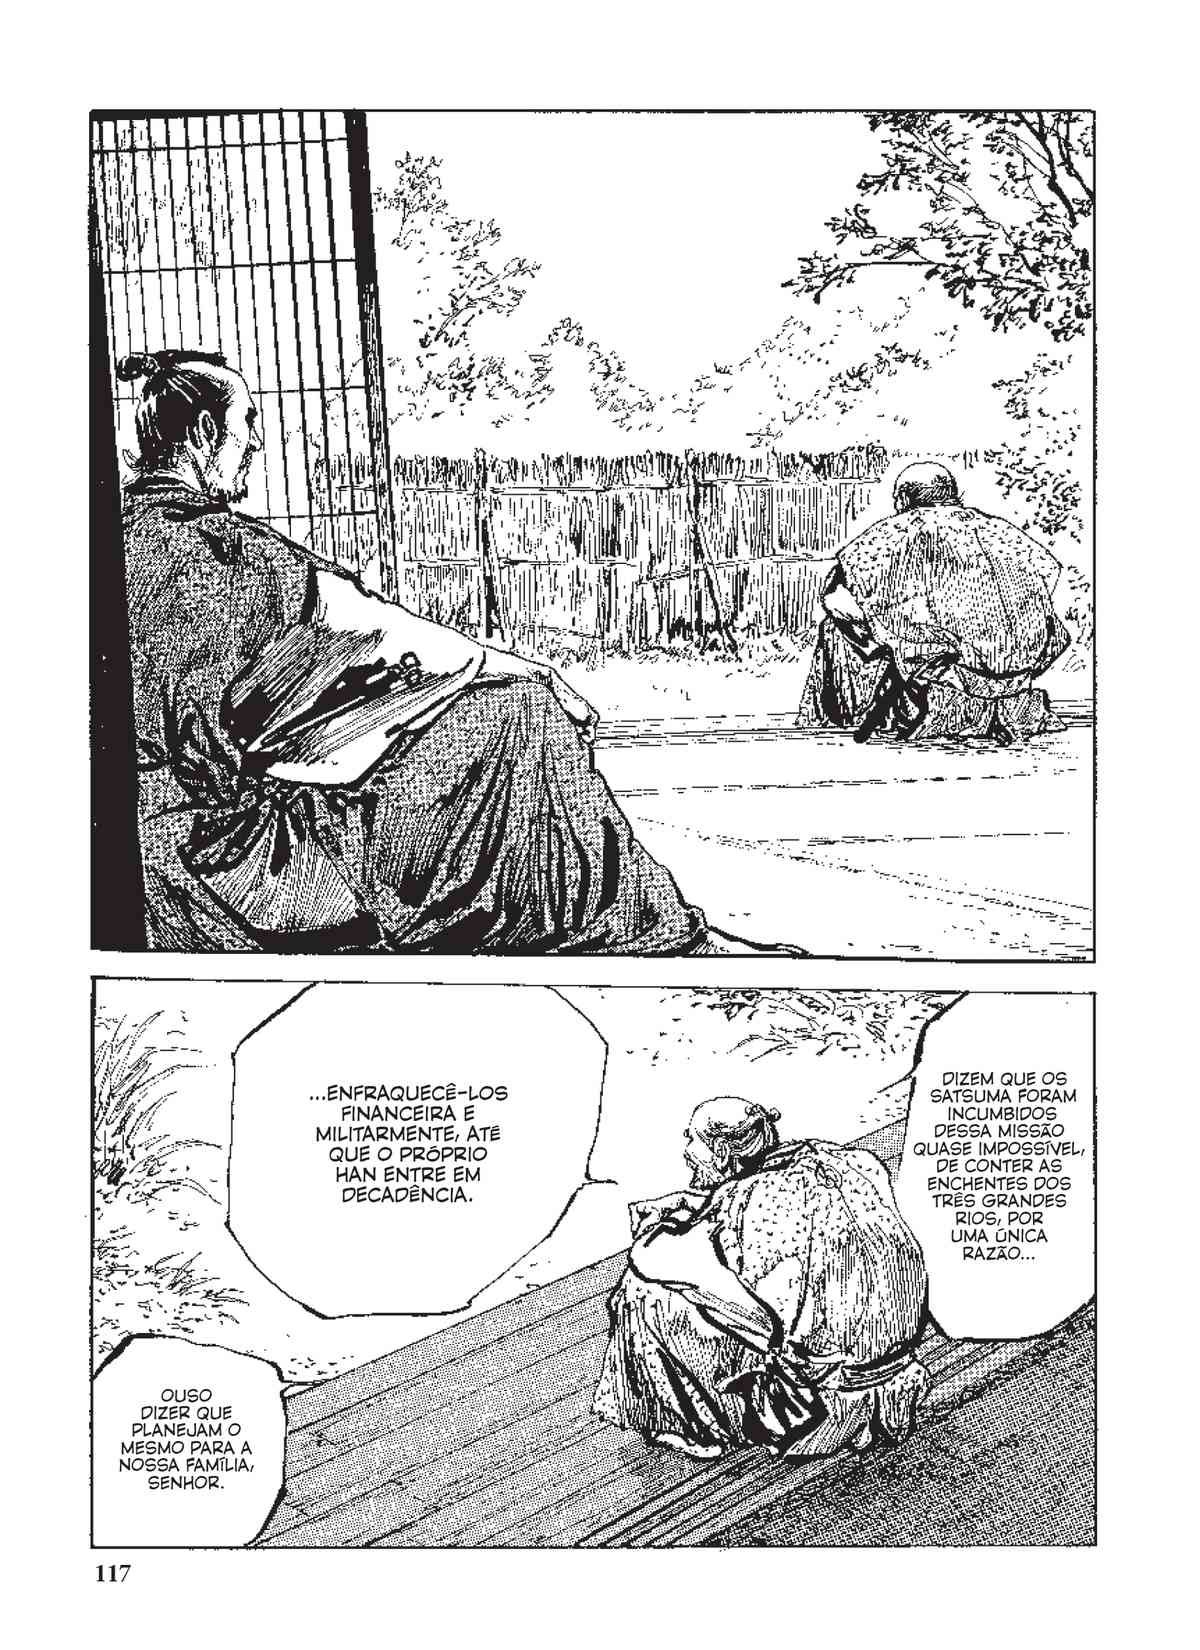 DIZEM QUE OS
SATSUMA FORAM
INCUMBIDOS
DESSA MISSÃO
QUASE IMPOSSÍVEL,
DE CONTER AS
ENCHENTES DOS
TRÊS GRANDES
RIOS, POR
UMA ÚNICA
RAZÃO...
...ENFRAQUECÊ-LOS
FINANCEIRA E
MILITARMENTE, ATÉ
QUE O PRÓPRIO
HAN ENTRE EM
DECADÊNCIA.
OUSO
DIZER QUE
PLANEJAM O
MESMO PARA A
NOSSA FAMÍLIA,
SENHOR.
117